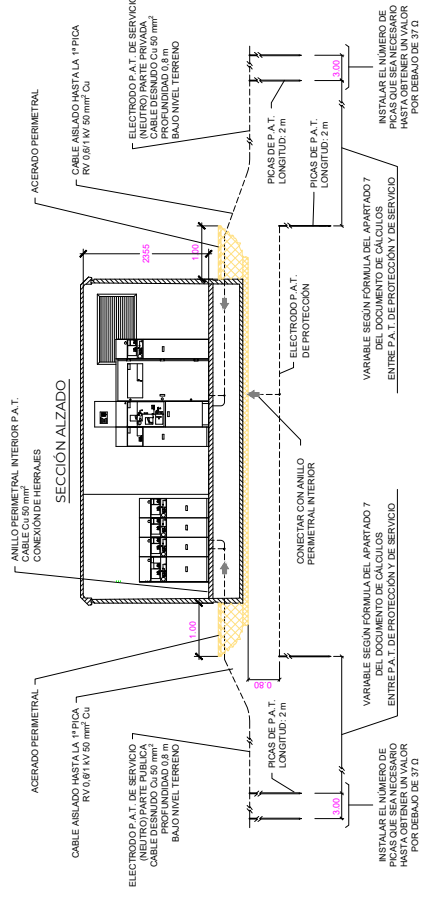 SECCIÓN ALZADO
ANILLO PERIMETRAL INTERIOR P.A.T.
CABLE Cu 50 mm²
CONEXIÓN DE HERRAJES
ACERADO PERIMETRAL
CABLE AISLADO HASTA LA 1ª PICA
RV 0,6/1 kV 50 mm² Cu
ELECTRODO P.A.T. DE SERVICIO
(NEUTRO) PARTE PÚBLICA
CABLE DESNUDO Cu 50 mm²
PROFUNDIDAD 0,8 m
BAJO NIVEL TERRENO
PICAS DE P.A.T.
LONGITUD: 2 m
3.00
INSTALAR EL NÚMERO DE
PICAS QUE SEA NECESARIO
HASTA OBTENER UN VALOR
POR DEBAJO DE 37 Ω
1.00
0.80
VARIABLE SEGÚN FÓRMULA DEL APARTADO 7
DEL DOCUMENTO DE CÁLCULOS
ENTRE P.A.T. DE PROTECCIÓN Y DE SERVICIO
CONECTAR CON ANILLO
PERIMETRAL INTERIOR
ELECTRODO P.A.T.
DE PROTECCIÓN
2355
1.00
ACERADO PERIMETRAL
CABLE AISLADO HASTA LA 1ª PICA
RV 0,6/1 kV 50 mm² Cu
ELECTRODO P.A.T. DE SERVICIO
(NEUTRO) PARTE PRIVADA
CABLE DESNUDO Cu 50 mm²
PROFUNDIDAD 0,8 m
BAJO NIVEL TERRENO
PICAS DE P.A.T.
LONGITUD: 2 m
PICAS DE P.A.T.
LONGITUD: 2 m
3.00
VARIABLE SEGÚN FÓRMULA DEL APARTADO 7
DEL DOCUMENTO DE CÁLCULOS
ENTRE P.A.T. DE PROTECCIÓN Y DE SERVICIO
INSTALAR EL NÚMERO DE
PICAS QUE SEA NECESARIO
HASTA OBTENER UN VALOR
POR DEBAJO DE 37 Ω